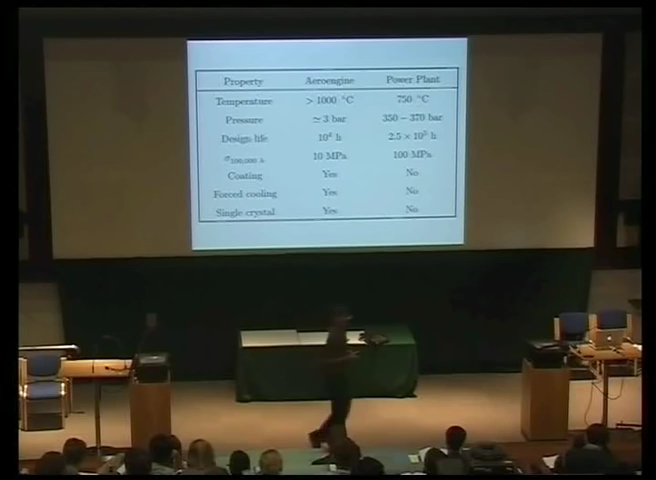 Property Aeroengine Power Plant
Temperature > 1000 °C 750 °C
Pressure ≃ 3 bar 350 − 370 bar
Design life 10⁴ h 2.5 × 10⁵ h
σ100,000 h 10 MPa 100 MPa
Coating Yes No
Forced cooling Yes No
Single crystal Yes No